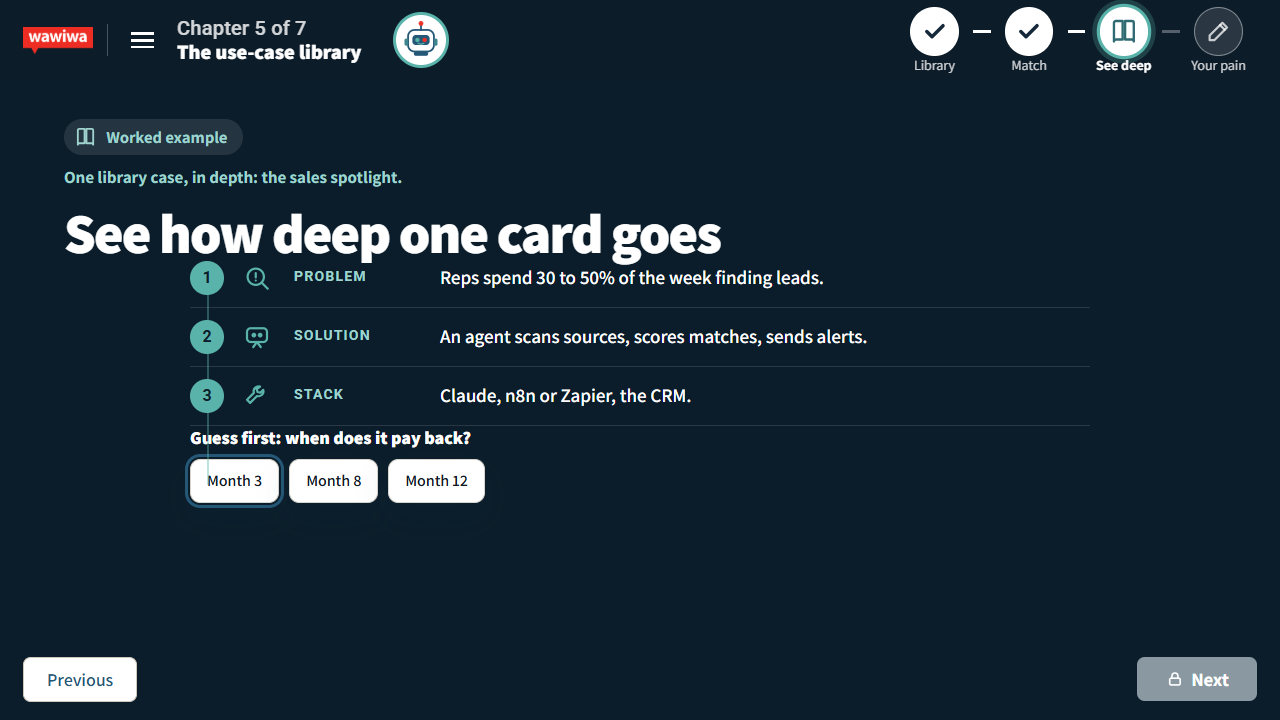 wawiwa
Chapter 5 of 7
The use-case library
Library
Match
See deep
Your pain
Worked example
One library case, in depth: the sales spotlight.
See how deep one card goes
1 PROBLEM Reps spend 30 to 50% of the week finding leads.
2 SOLUTION An agent scans sources, scores matches, sends alerts.
3 STACK Claude, n8n or Zapier, the CRM.
Guess first: when does it pay back?
Month 3 Month 8 Month 12
Previous
Next